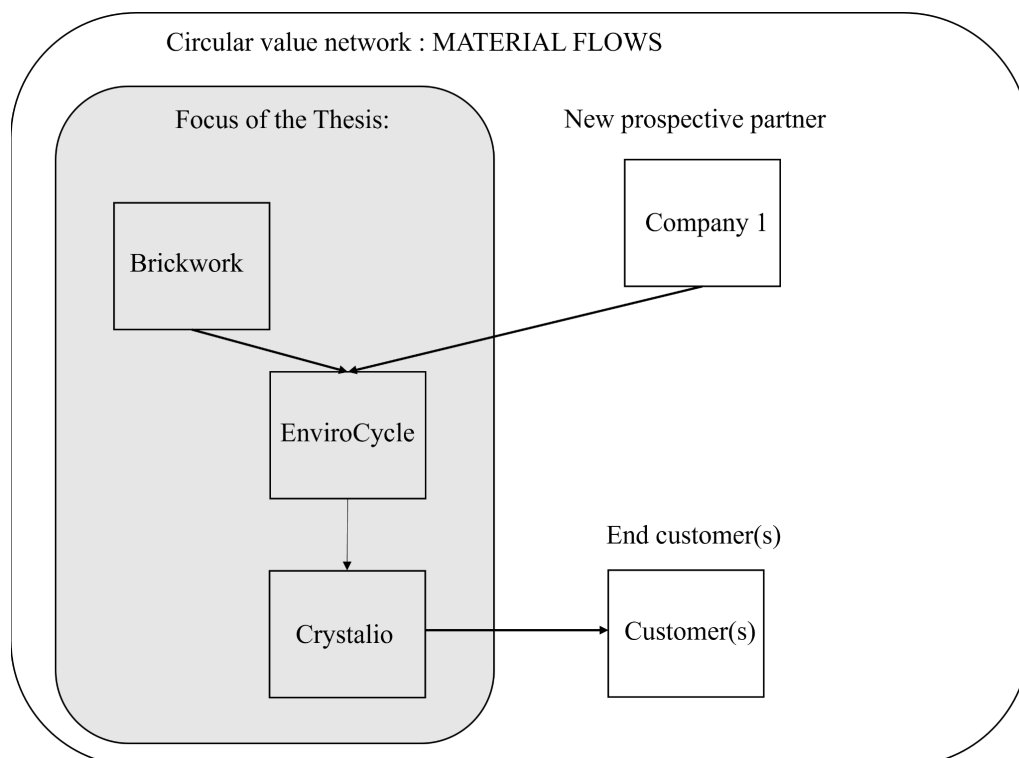 Circular value network : MATERIAL FLOWS
Focus of the Thesis:
New prospective partner
Company 1
Brickwork
EnviroCycle
End customer(s)
Crystalio
Customer(s)